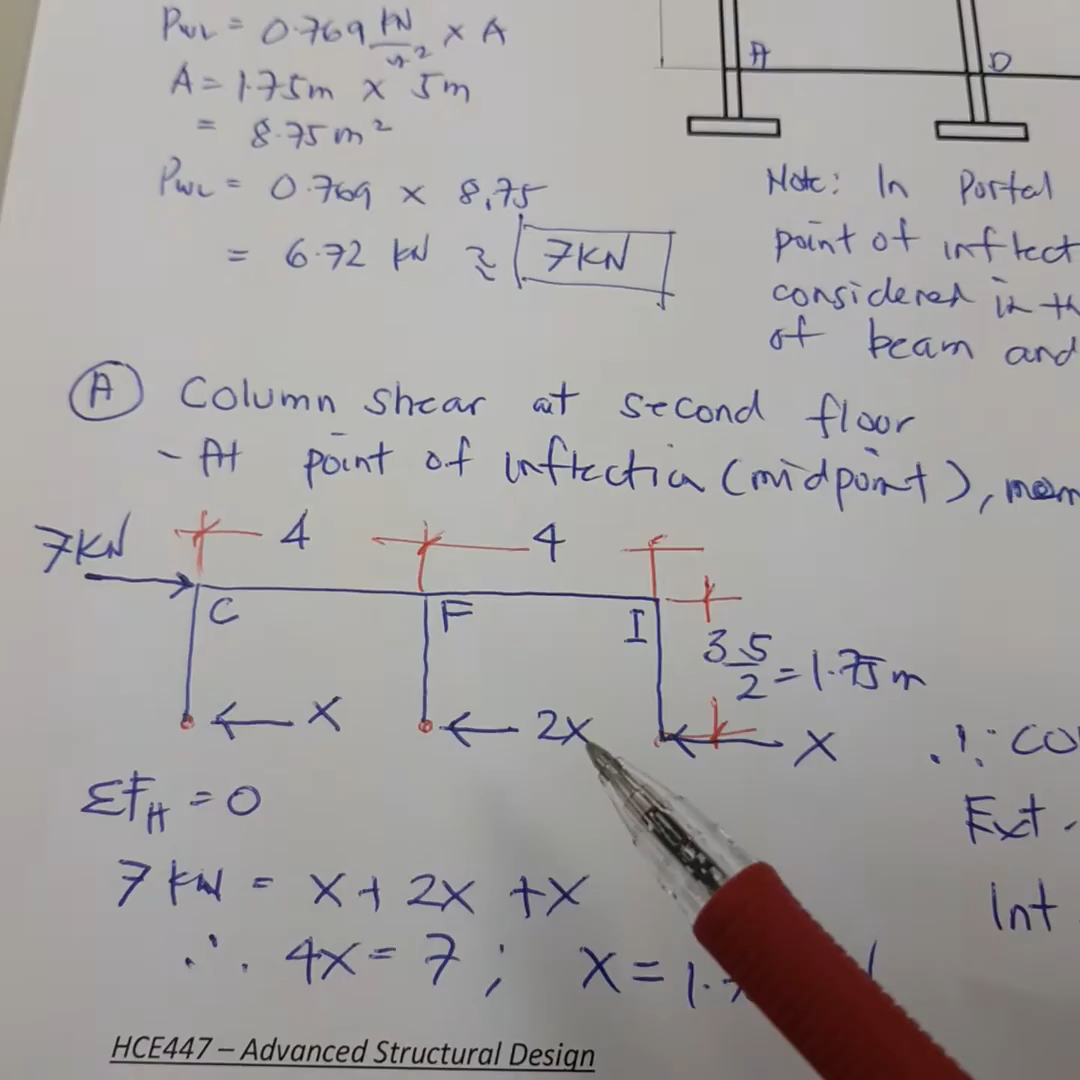 PWL = 0.769 KN/m² × A
A = 1.75m × 5m
= 8.75 m²
PWL = 0.769 × 8.75
= 6.72 KN ≈ 7KN
A
D
Note: In Portal
point of inflect
considered in th
of beam and
(A) Column shear at second floor
- At point of inflection (midpoint), mom
7KN
4
4
C
F
I
3.5/2 = 1.75m
← X
← 2X
← X
ΣFH = 0
7 KN = X + 2X + X
∴ 4X = 7 ; X = 1.
∴ CO
Ext.
Int
HCE447 – Advanced Structural Design